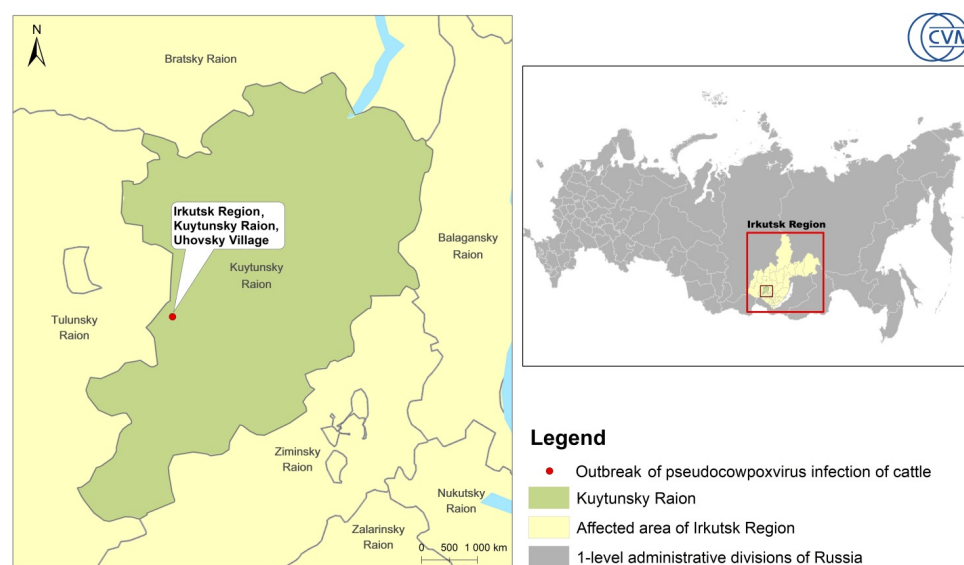 N
Bratsky Raion
Irkutsk Region,
Kuytunsky Raion,
Uhovsky Village
Kuytunsky
Raion
Balagansky
Raion
Tulunsky
Raion
Ziminsky
Raion
Nukutsky
Raion
Zalarinsky
Raion
0 500 1 000
km
CVM
Irkutsk Region
Legend
Outbreak of pseudocowpoxvirus infection of cattle
Kuytunsky Raion
Affected area of Irkutsk Region
1-level administrative divisions of Russia